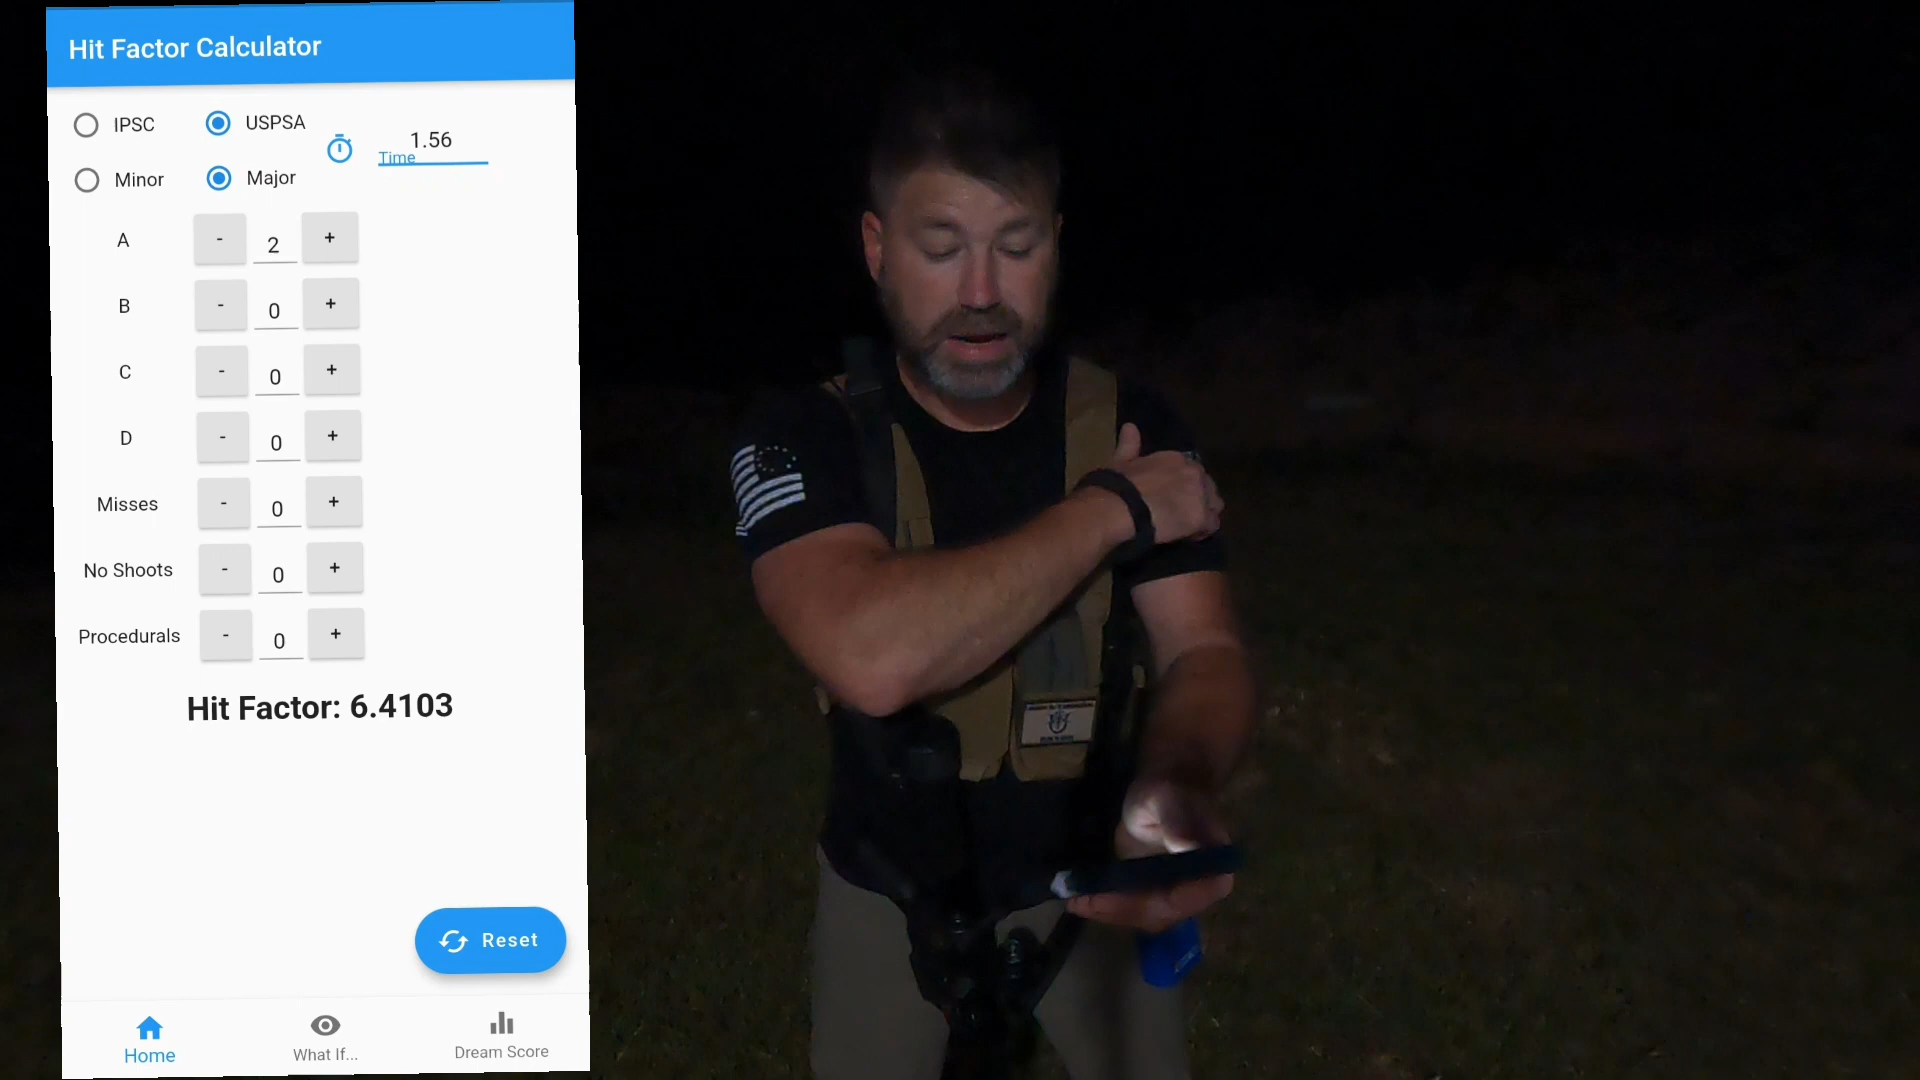 Hit Factor Calculator
IPSC
USPSA
1.56
Time
Minor
Major
A - 2 +
B - 0 +
C - 0 +
D - 0 +
Misses - 0 +
No Shoots - 0 +
Procedurals - 0 +
Hit Factor: 6.4103
Reset
Home
What If...
Dream Score